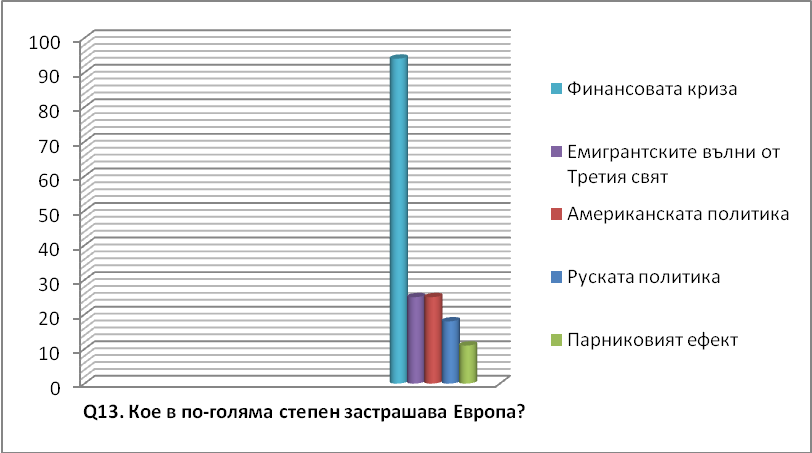 100
90
80
70
60
50
40
30
20
10
0
Q13. Кое в по-голяма степен застрашава Европа?
Финансовата криза
Емигрантските вълни от
Третия свят
Американската политика
Руската политика
Парниковият ефект